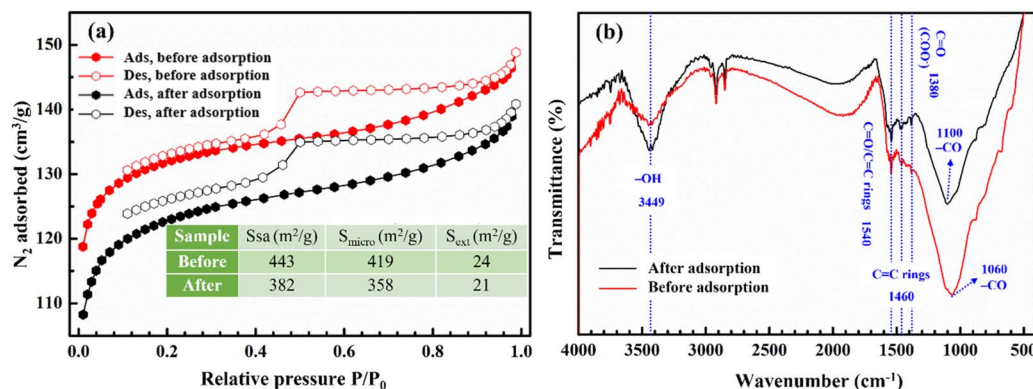 (a)
Ads, before adsorption
Des, before adsorption
Ads, after adsorption
Des, after adsorption
N₂ adsorbed (cm³/g)
150
140
130
120
110
Sample Ssa (m²/g) S_micro (m²/g) S_ext (m²/g)
Before 443 419 24
After 382 358 21
0.0 0.2 0.4 0.6 0.8 1.0
Relative pressure P/P₀
(b)
Transmittance (%)
–OH
3449
C=O
(COO⁻) 1380
C=O/C=C
rings 1540
C=C rings
1460
1100
–CO
1060
–CO
After adsorption
Before adsorption
4000 3500 3000 2500 2000 1500 1000 500
Wavenumber (cm⁻¹)